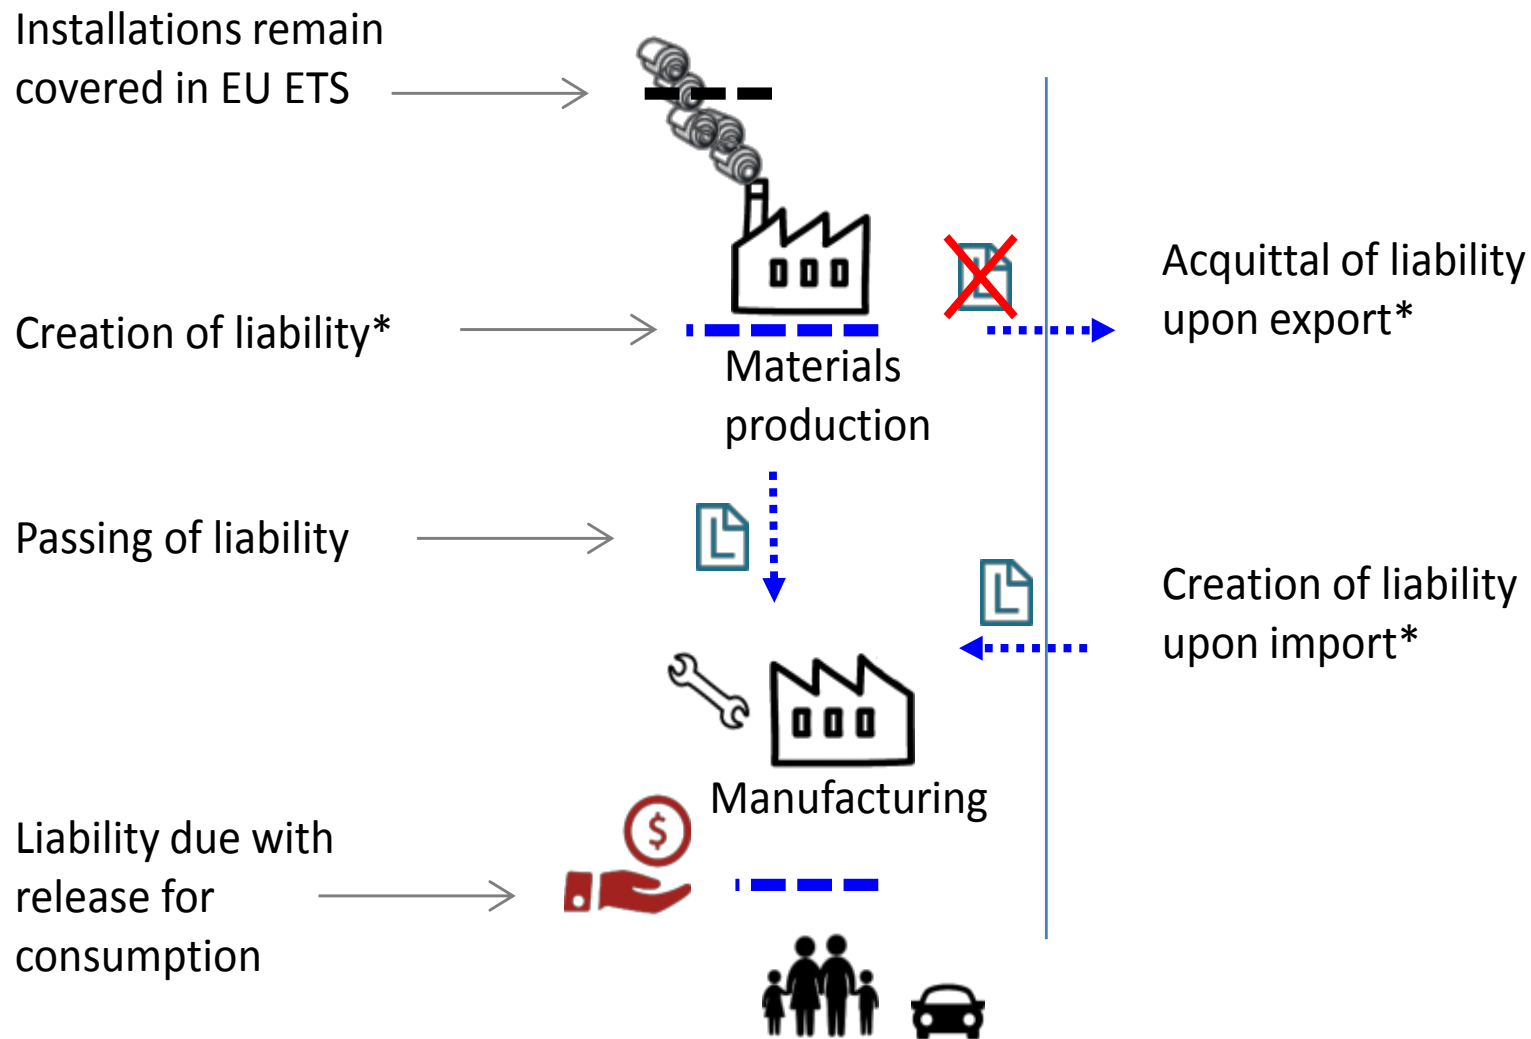 Installations remain
covered in EU ETS
Creation of liability*
Materials
production
Acquittal of liability
upon export*
L
L
Passing of liability
L
Creation of liability
upon import*
Manufacturing
$
Liability due with
release for
consumption